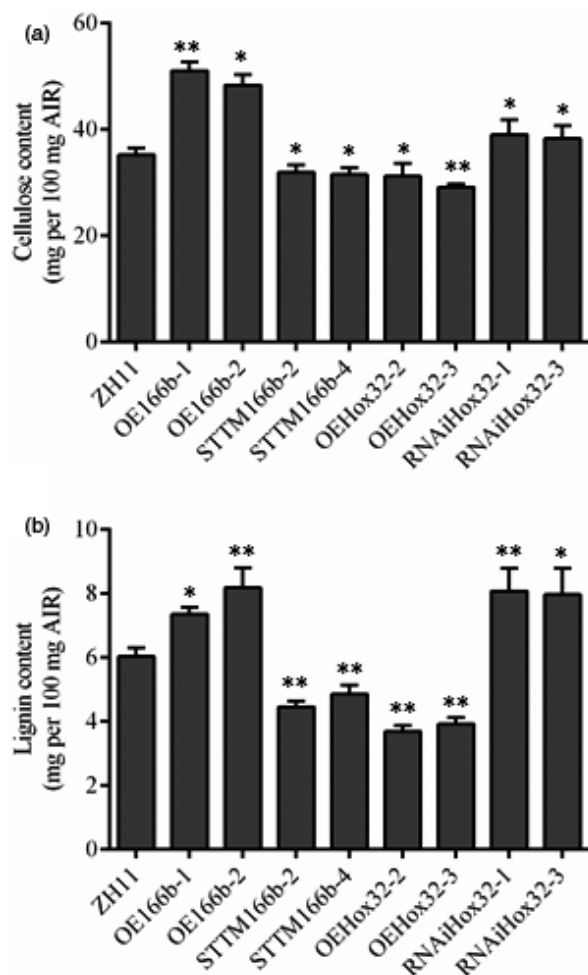 (a)
Cellulose content
(mg per 100 mg AIR)
60
40
20
0
** * * * * ** * *
ZH11
OE166b-1
OE166b-2
STTM166b-2
STTM166b-4
OEHox32-2
OEHox32-3
RNAiHox32-1
RNAiHox32-3
(b)
Lignin content
(mg per 100 mg AIR)
10
8
6
4
2
0
* ** ** ** ** ** ** *
ZH11
OE166b-1
OE166b-2
STTM166b-2
STTM166b-4
OEHox32-2
OEHox32-3
RNAiHox32-1
RNAiHox32-3